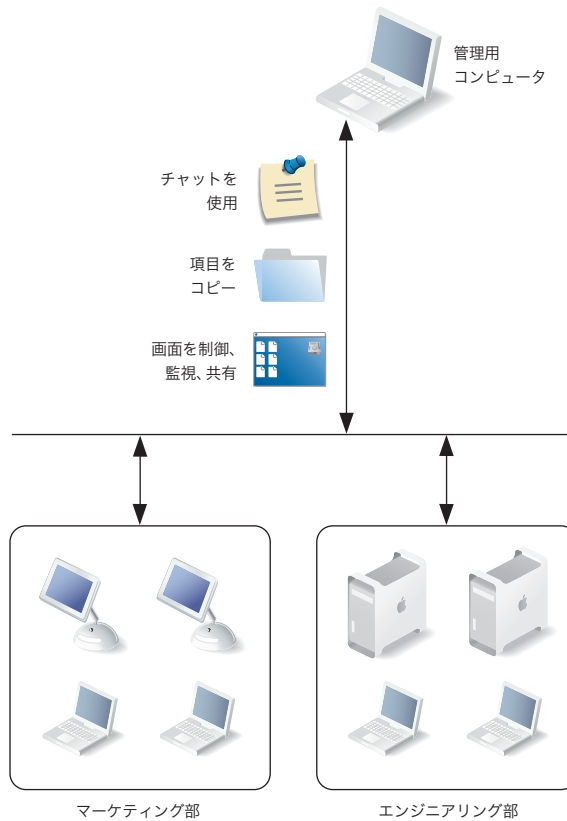 管理用
コンピュータ
チャットを
使用
項目を
コピー
画面を制御、
監視、共有
マーケティング部
エンジニアリング部